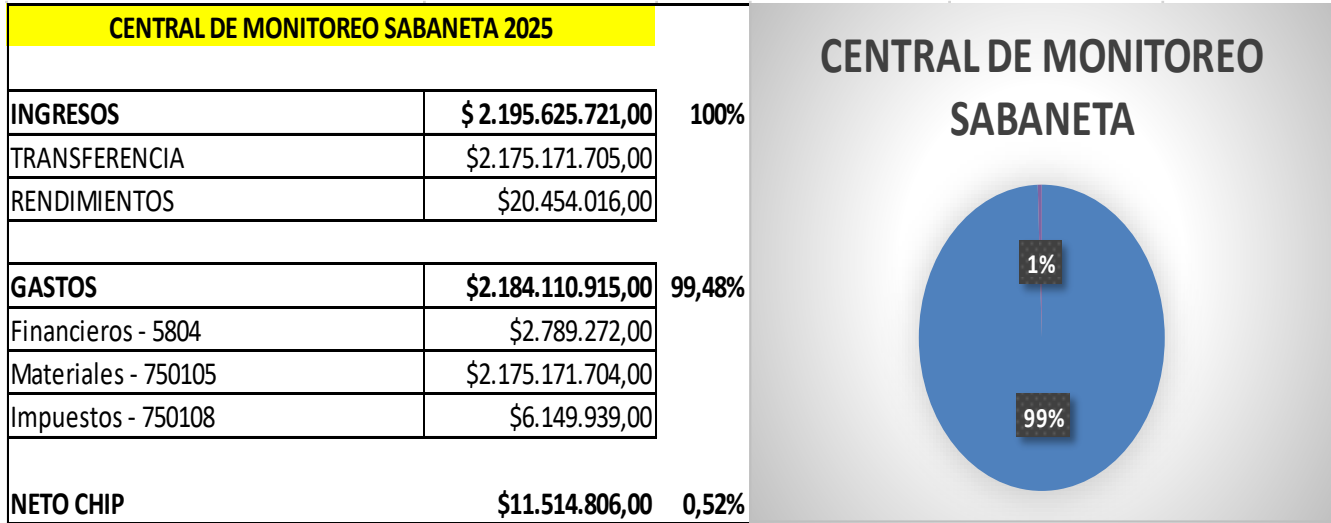 CENTRAL DE MONITOREO SABANETA 2025
INGRESOS $ 2.195.625.721,00 100%
TRANSFERENCIA $2.175.171.705,00
RENDIMIENTOS $20.454.016,00
GASTOS $2.184.110.915,00 99,48%
Financieros - 5804 $2.789.272,00
Materiales - 750105 $2.175.171.704,00
Impuestos - 750108 $6.149.939,00
NETO CHIP $11.514.806,00 0,52%
CENTRAL DE MONITOREO
SABANETA
1%
99%